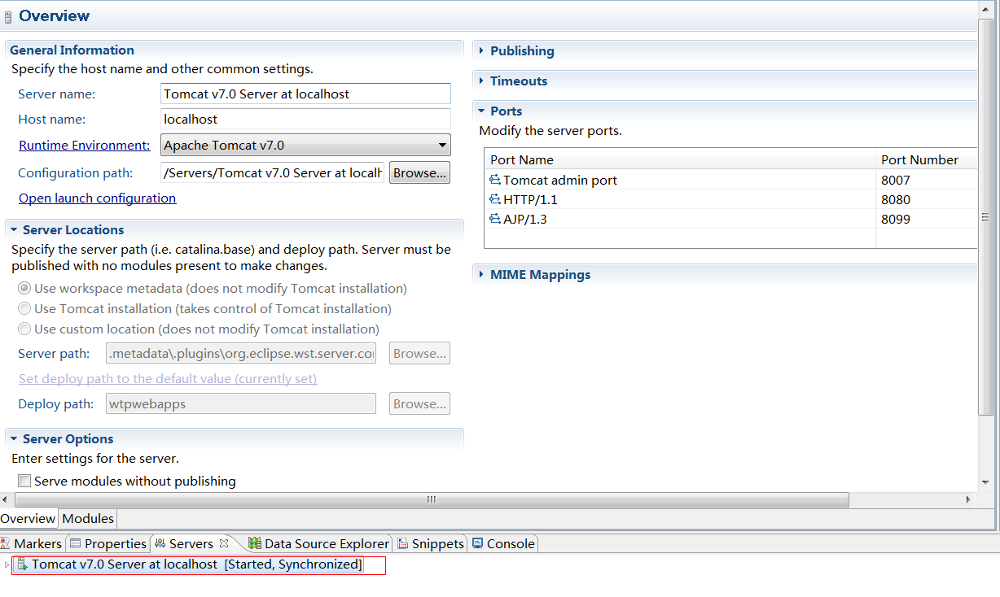 Overview
General Information
Specify the host name and other common settings.
Server name: Tomcat v7.0 Server at localhost
Host name: localhost
Runtime Environment: Apache Tomcat v7.0
Configuration path: /Servers/Tomcat v7.0 Server at localh Browse...
Open launch configuration
Server Locations
Specify the server path (i.e. catalina.base) and deploy path. Server must be
published with no modules present to make changes.
Use workspace metadata (does not modify Tomcat installation)
Use Tomcat installation (takes control of Tomcat installation)
Use custom location (does not modify Tomcat installation)
Server path: .metadata\.plugins\org.eclipse.wst.server.co Browse...
Set deploy path to the default value (currently set)
Deploy path: wtpwebapps Browse...
Server Options
Enter settings for the server.
Serve modules without publishing
Publishing
Timeouts
Ports
Modify the server ports.
Port Name Port Number
Tomcat admin port 8007
HTTP/1.1 8080
AJP/1.3 8099
MIME Mappings
Overview Modules
Markers Properties Servers Data Source Explorer Snippets Console
Tomcat v7.0 Server at localhost [Started, Synchronized]